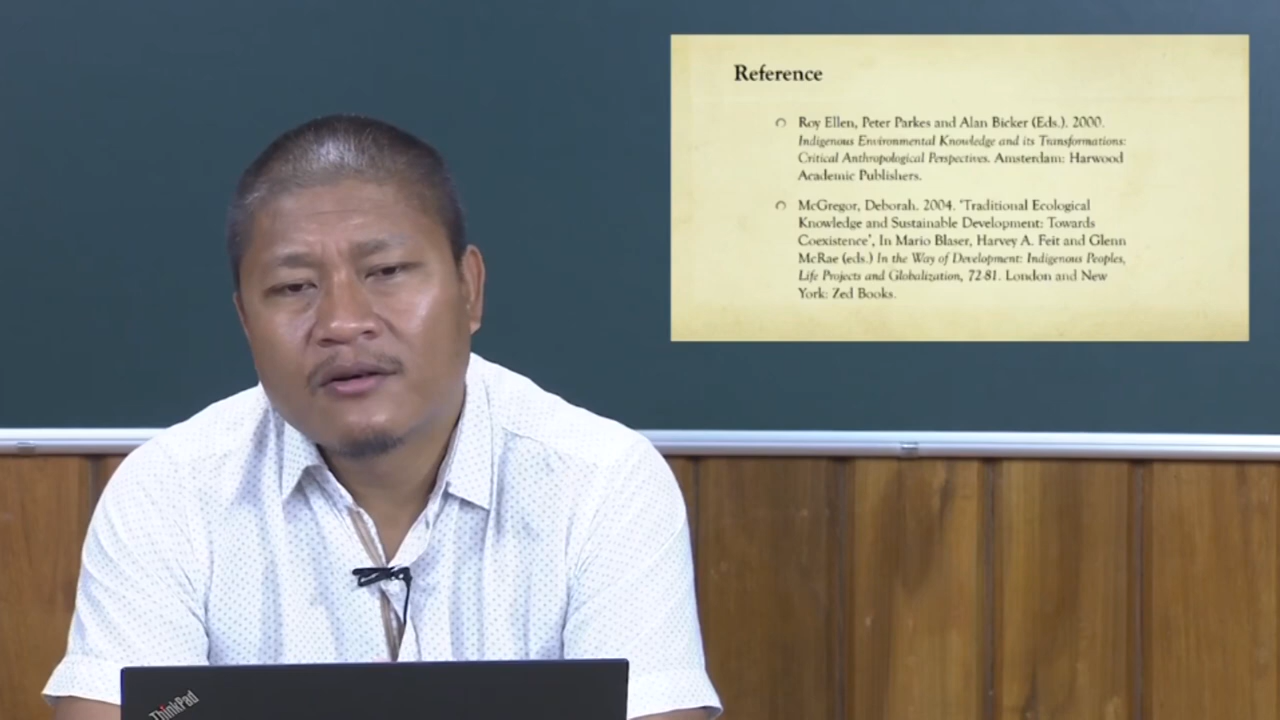 Reference
Roy Ellen, Peter Parkes and Alan Bicker (Eds.). 2000.
Indigenous Environmental Knowledge and its Transformations:
Critical Anthropological Perspectives. Amsterdam: Harwood
Academic Publishers.
McGregor, Deborah. 2004. ‘Traditional Ecological
Knowledge and Sustainable Development: Towards
Coexistence’, In Mario Blaser, Harvey A. Feit and Glenn
McRae (eds.) In the Way of Development: Indigenous Peoples,
Life Projects and Globalization, 72-81. London and New
York: Zed Books.
ThinkPad